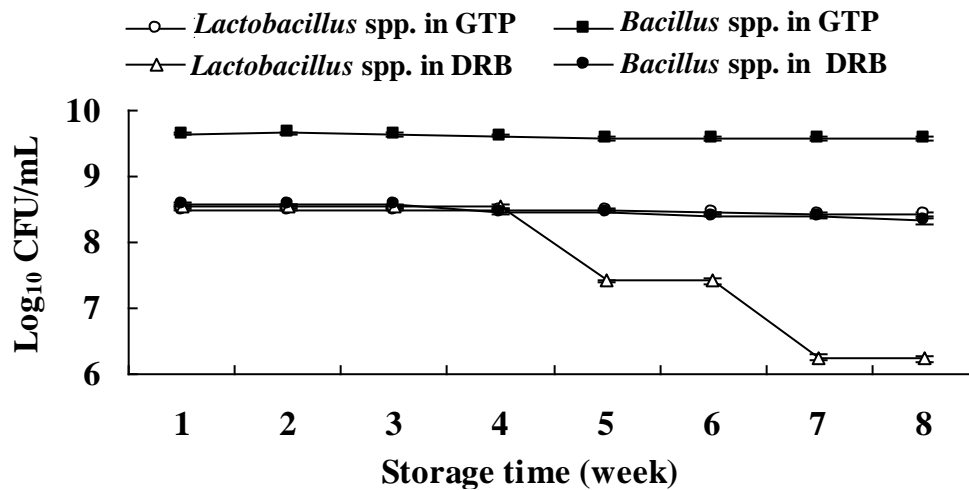 Lactobacillus spp. in GTP
Bacillus spp. in GTP
Lactobacillus spp. in DRB
Bacillus spp. in DRB
10
9
8
7
6
Log10 CFU/mL
1 2 3 4 5 6 7 8
Storage time (week)